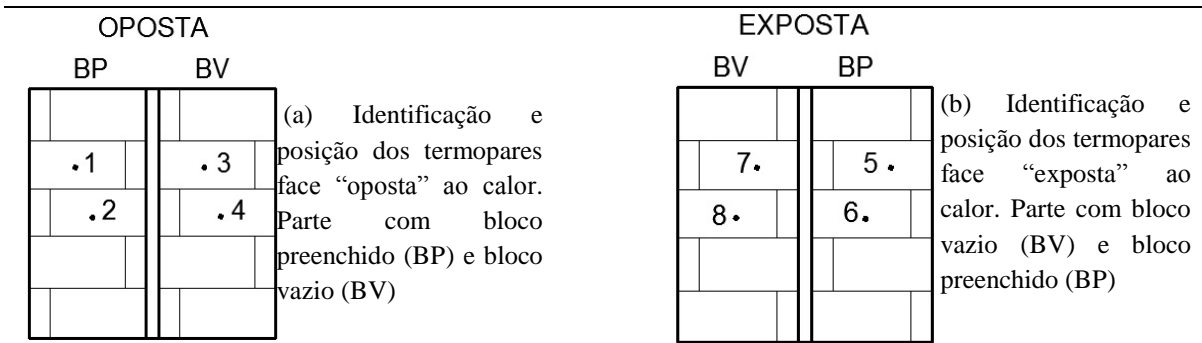 OPOSTA
BP BV
.1 . 3
.2 . 4
(a) Identificação e
posição dos termopares
face “oposta” ao calor.
Parte com bloco
preenchido (BP) e bloco
vazio (BV)
EXPOSTA
BV BP
7. 5 .
8 . 6.
(b) Identificação e
posição dos termopares
face “exposta” ao
calor. Parte com bloco
vazio (BV) e bloco
preenchido (BP)